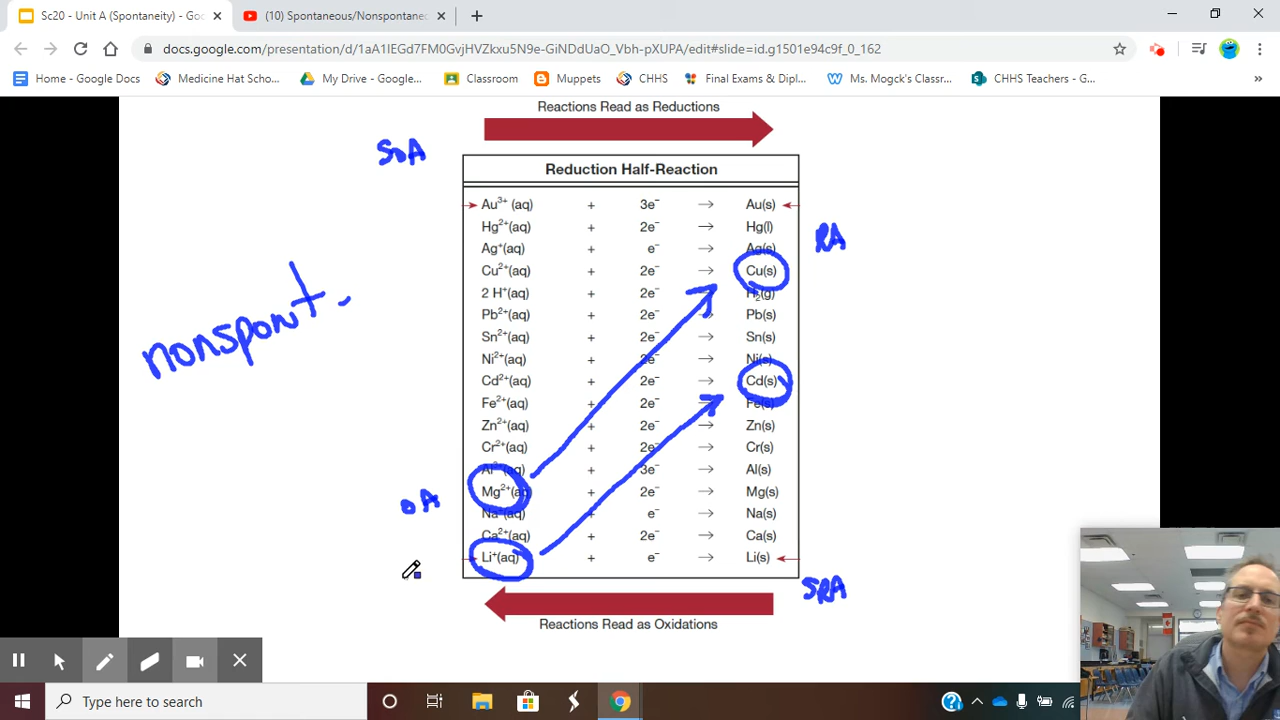 Sc20 - Unit A (Spontaneity) - Goo
(10) Spontaneous/Nonspontaneo
docs.google.com/presentation/d/1aA1IEGd7FM0GvjHVZkxu5N9e-GiNDdUaO_Vbh-pXUPA/edit#slide=id.g1501e94c9f_0_162
Home - Google Docs
Medicine Hat Scho...
My Drive - Google...
Classroom
Muppets
CHHS
Final Exams & Dipl...
Ms. Mogck's Classr...
CHHS Teachers - G...
Reactions Read as Reductions
SOA
Reduction Half-Reaction
Au³⁺ (aq) + 3e⁻ → Au(s)
Hg²⁺(aq) + 2e⁻ → Hg(l)
RA
Ag⁺(aq) + e⁻ → Ag(s)
Cu²⁺(aq) + 2e⁻ → Cu(s)
2 H⁺(aq) + 2e⁻ → H₂(g)
nonspont.
Pb²⁺(aq) + 2e⁻ → Pb(s)
Sn²⁺(aq) + 2e⁻ → Sn(s)
Ni²⁺(aq) + 2e⁻ → Ni(s)
Cd²⁺(aq) + 2e⁻ → Cd(s)
Fe²⁺(aq) + 2e⁻ → Fe(s)
Zn²⁺(aq) + 2e⁻ → Zn(s)
Cr²⁺(aq) + 2e⁻ → Cr(s)
Al³⁺(aq) + 3e⁻ → Al(s)
Mg²⁺(aq) + 2e⁻ → Mg(s)
OA
Na⁺(aq) + e⁻ → Na(s)
Ca²⁺(aq) + 2e⁻ → Ca(s)
Li⁺(aq) + e⁻ → Li(s)
SRA
Reactions Read as Oxidations
Type here to search